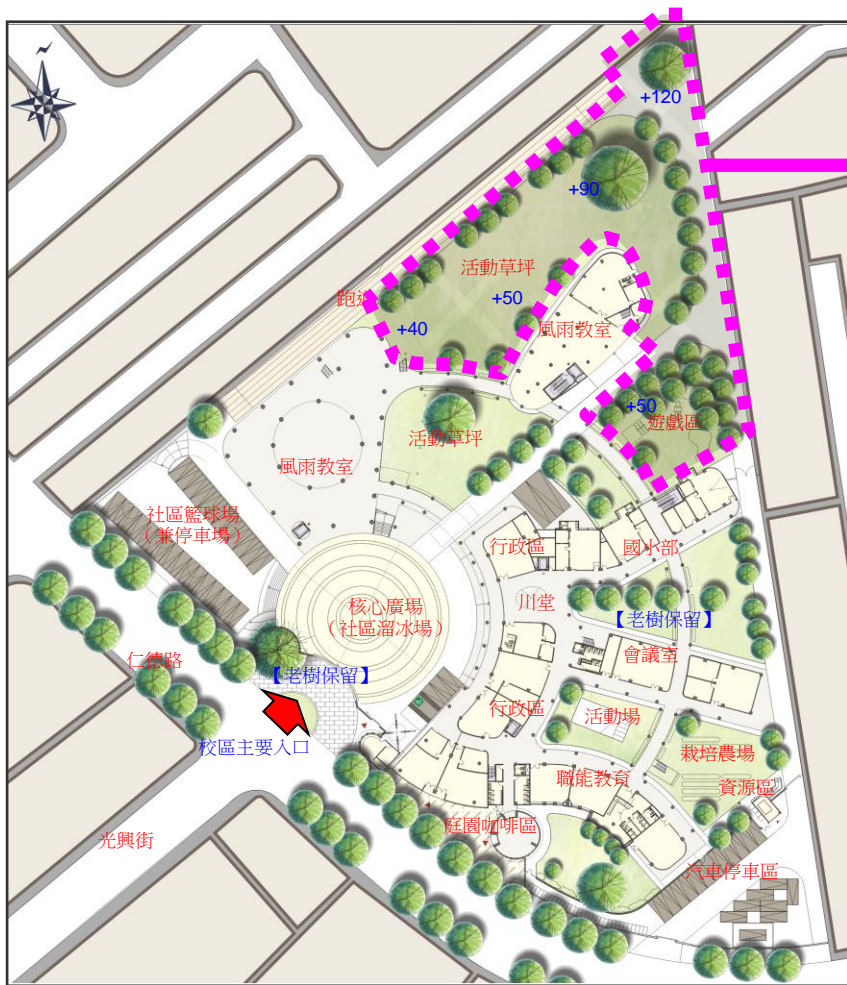 +120
+90
活動草坪
跑道
+50
+40
風雨教室
+50
遊戲區
活動草坪
風雨教室
社區籃球場
（兼停車場）
行政區
國小部
核心廣場
（社區溜冰場）
川堂
【老樹保留】
仁德路
【老樹保留】
會議室
校區主要入口
行政區
活動場
栽培農場
職能教育
資源區
庭園咖啡區
光興街
汽車停車區